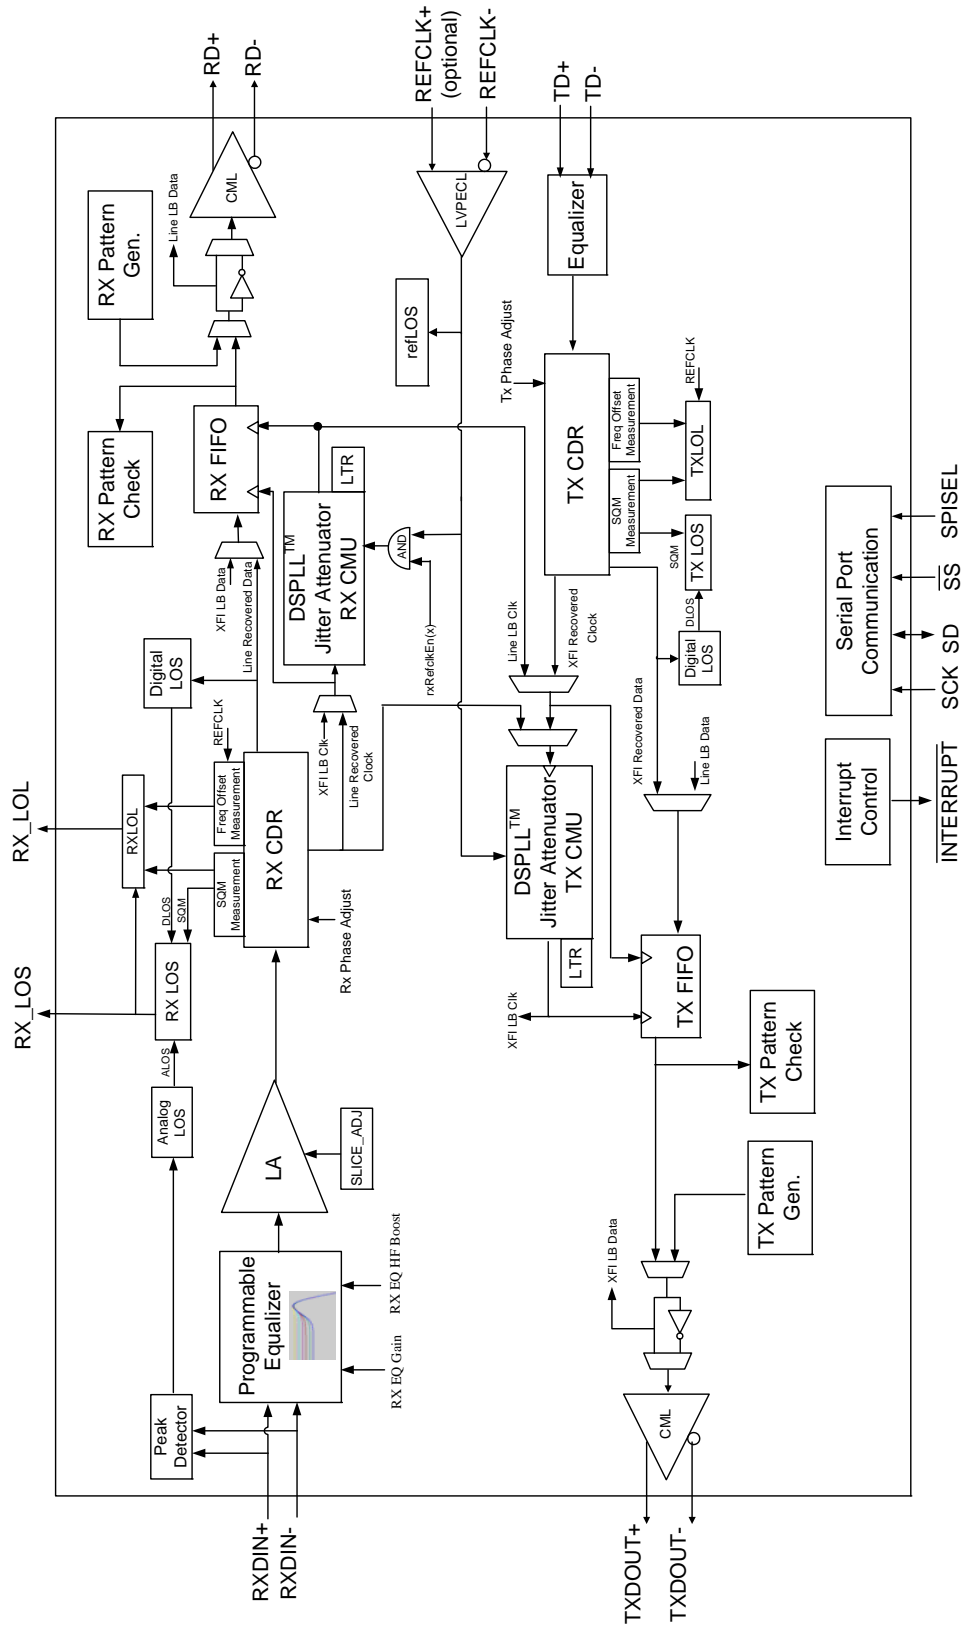 RX_LOS
RX_LOL
RXDIN+
RXDIN-
Peak
Detector
Analog
LOS
ALOS
RX LOS
DLOS
SQM
RXLOL
Digital
LOS
REFCLK
SQM
Measurement
Freq Offset
Measurement
RX CDR
Rx Phase Adjust
Programmable
Equalizer
RX EQ Gain
RX EQ HF Boost
LA
SLICE_ADJ
XFI LB Clk
Line Recovered
Clock
XFI LB Data
Line Recovered Data
RX FIFO
RX Pattern
Check
RX Pattern
Gen.
Line LB Data
CML
RD+
RD-
DSPLL™
Jitter Attenuator
RX CMU
LTR
AND
rxRefclkEn(x)
refLOS
LVPECL
REFCLK+
(optional)
REFCLK-
TD+
TD-
Equalizer
Tx Phase Adjust
TX CDR
SQM
Measurement
Freq Offset
Measurement
REFCLK
TXLOL
SQM
TX LOS
DLOS
Digital
LOS
Line LB Clk
XFI Recovered
Clock
XFI Recovered Data
Line LB Data
DSPLL™
Jitter Attenuator
TX CMU
LTR
XFI LB Clk
TX FIFO
TX Pattern
Check
TX Pattern
Gen.
XFI LB Data
CML
TXDOUT+
TXDOUT-
Interrupt
Control
INTERRUPT
Serial Port
Communication
SCK
SD
SS
SPISEL